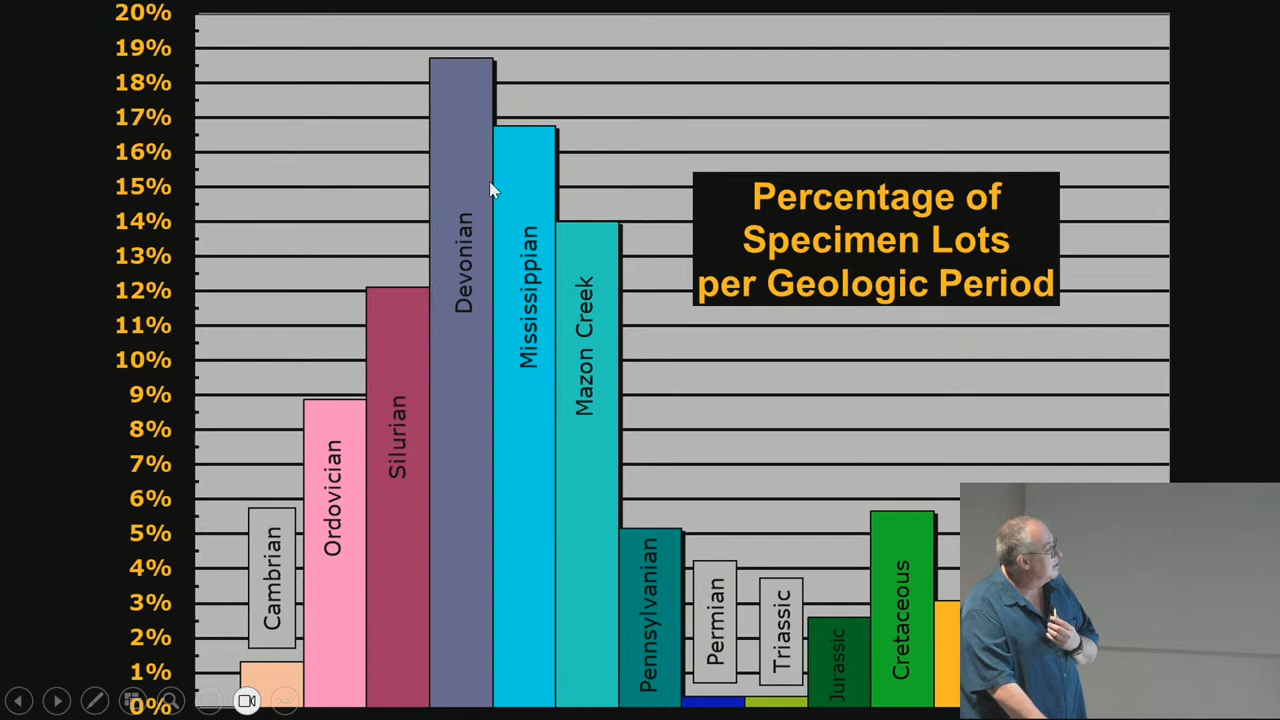 20%
19%
18%
17%
16%
15%
14%
13%
12%
11%
10%
9%
8%
7%
6%
5%
4%
3%
2%
1%
0%
Percentage of
Specimen Lots
per Geologic Period
Cambrian
Ordovician
Silurian
Devonian
Mississippian
Mazon Creek
Pennsylvanian
Permian
Triassic
Jurassic
Cretaceous